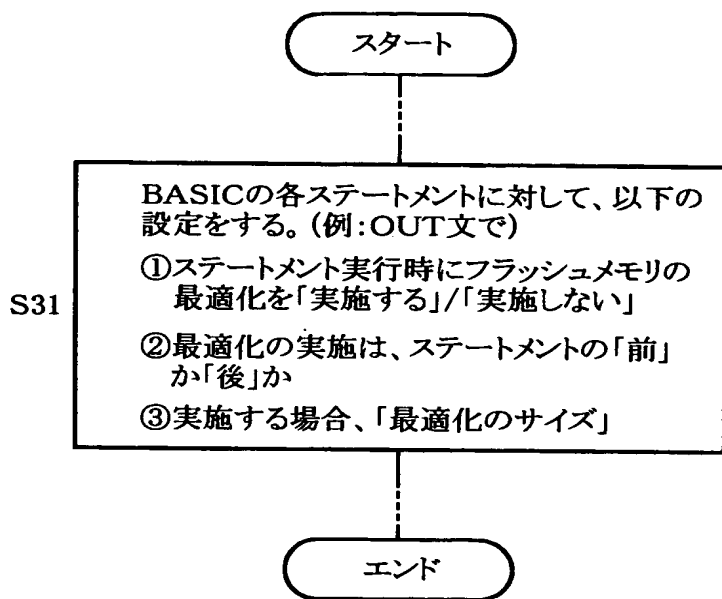 スタート
S31
BASICの各ステートメントに対して、以下の
設定をする。(例:OUT文で)
①ステートメント実行時にフラッシュメモリの
最適化を「実施する」/「実施しない」
②最適化の実施は、ステートメントの「前」
か「後」か
③実施する場合、「最適化のサイズ」
エンド